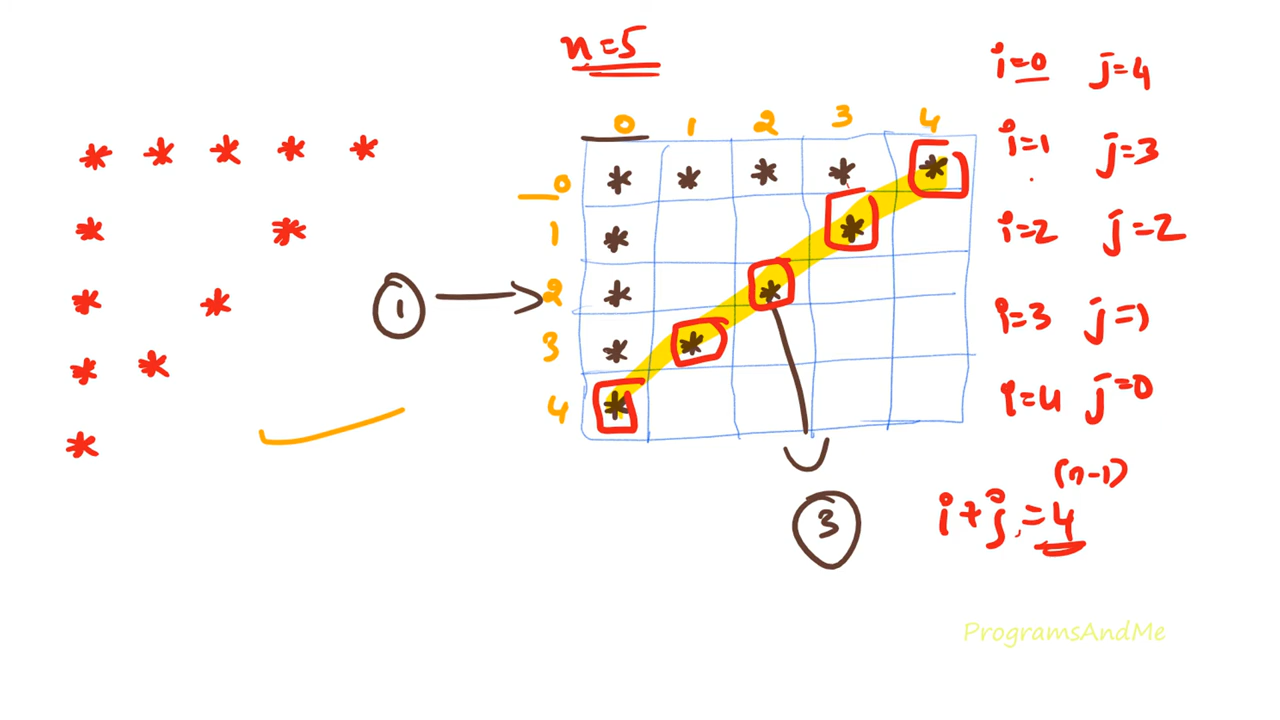 n=5
* * * * *
* *
* *
* *
*
1
0 1 2 3 4
0 * * * * *
1 * *
2 * *
3 * *
4 *
3
i=0 j=4
i=1 j=3
i=2 j=2
i=3 j=1
i=4 j=0
(n-1)
i+j=4
ProgramsAndMe